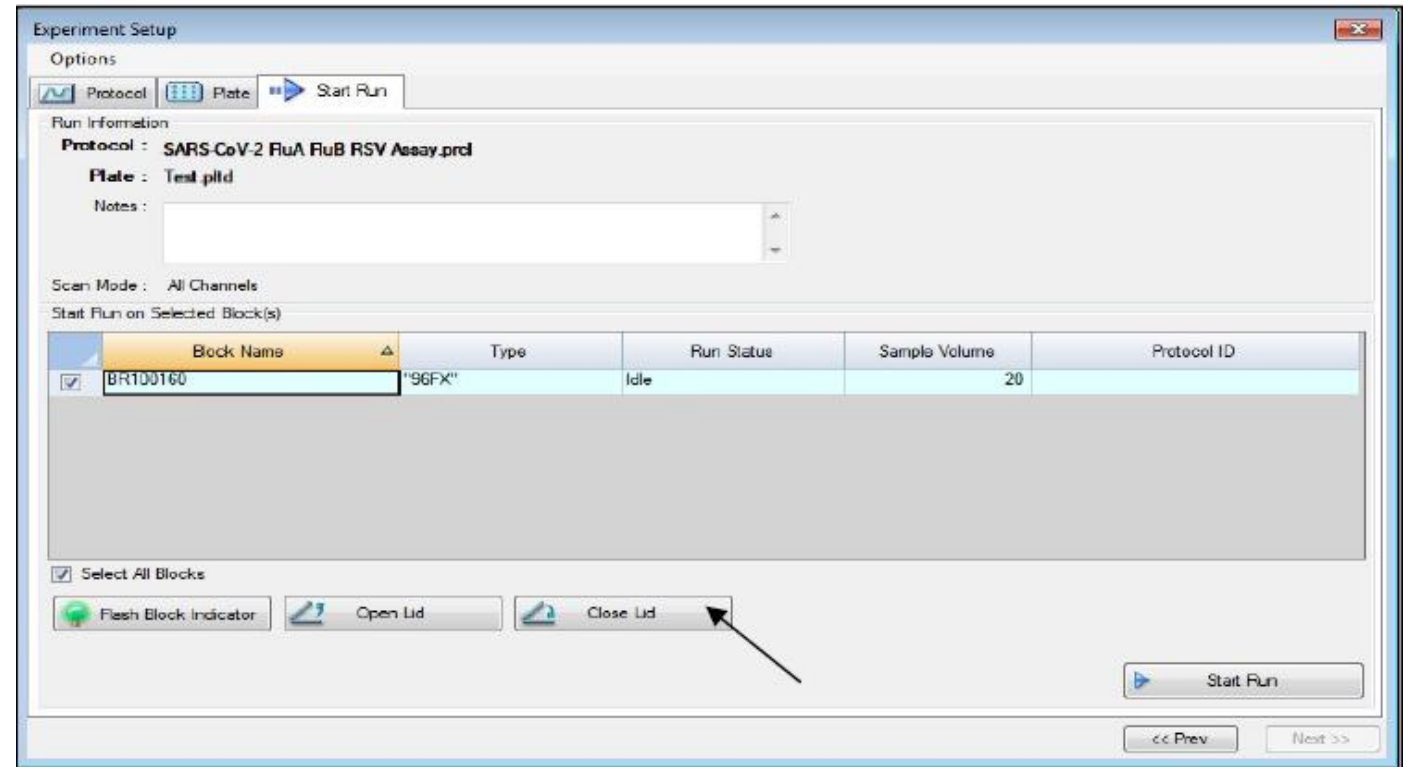 Experiment Setup
Options
Protocol Plate Start Run
Run Information
Protocol : SARS-CoV-2 FluA FluB RSV Assay.prcl
Plate : Test.pltd
Notes :
Scan Mode : All Channels
Start Run on Selected Block(s)
Block Name Type Run Status Sample Volume Protocol ID
BR100160 "96FX" Idle 20
Select All Blocks
Flash Block Indicator Open Lid Close Lid
Start Run
<< Prev Next >>